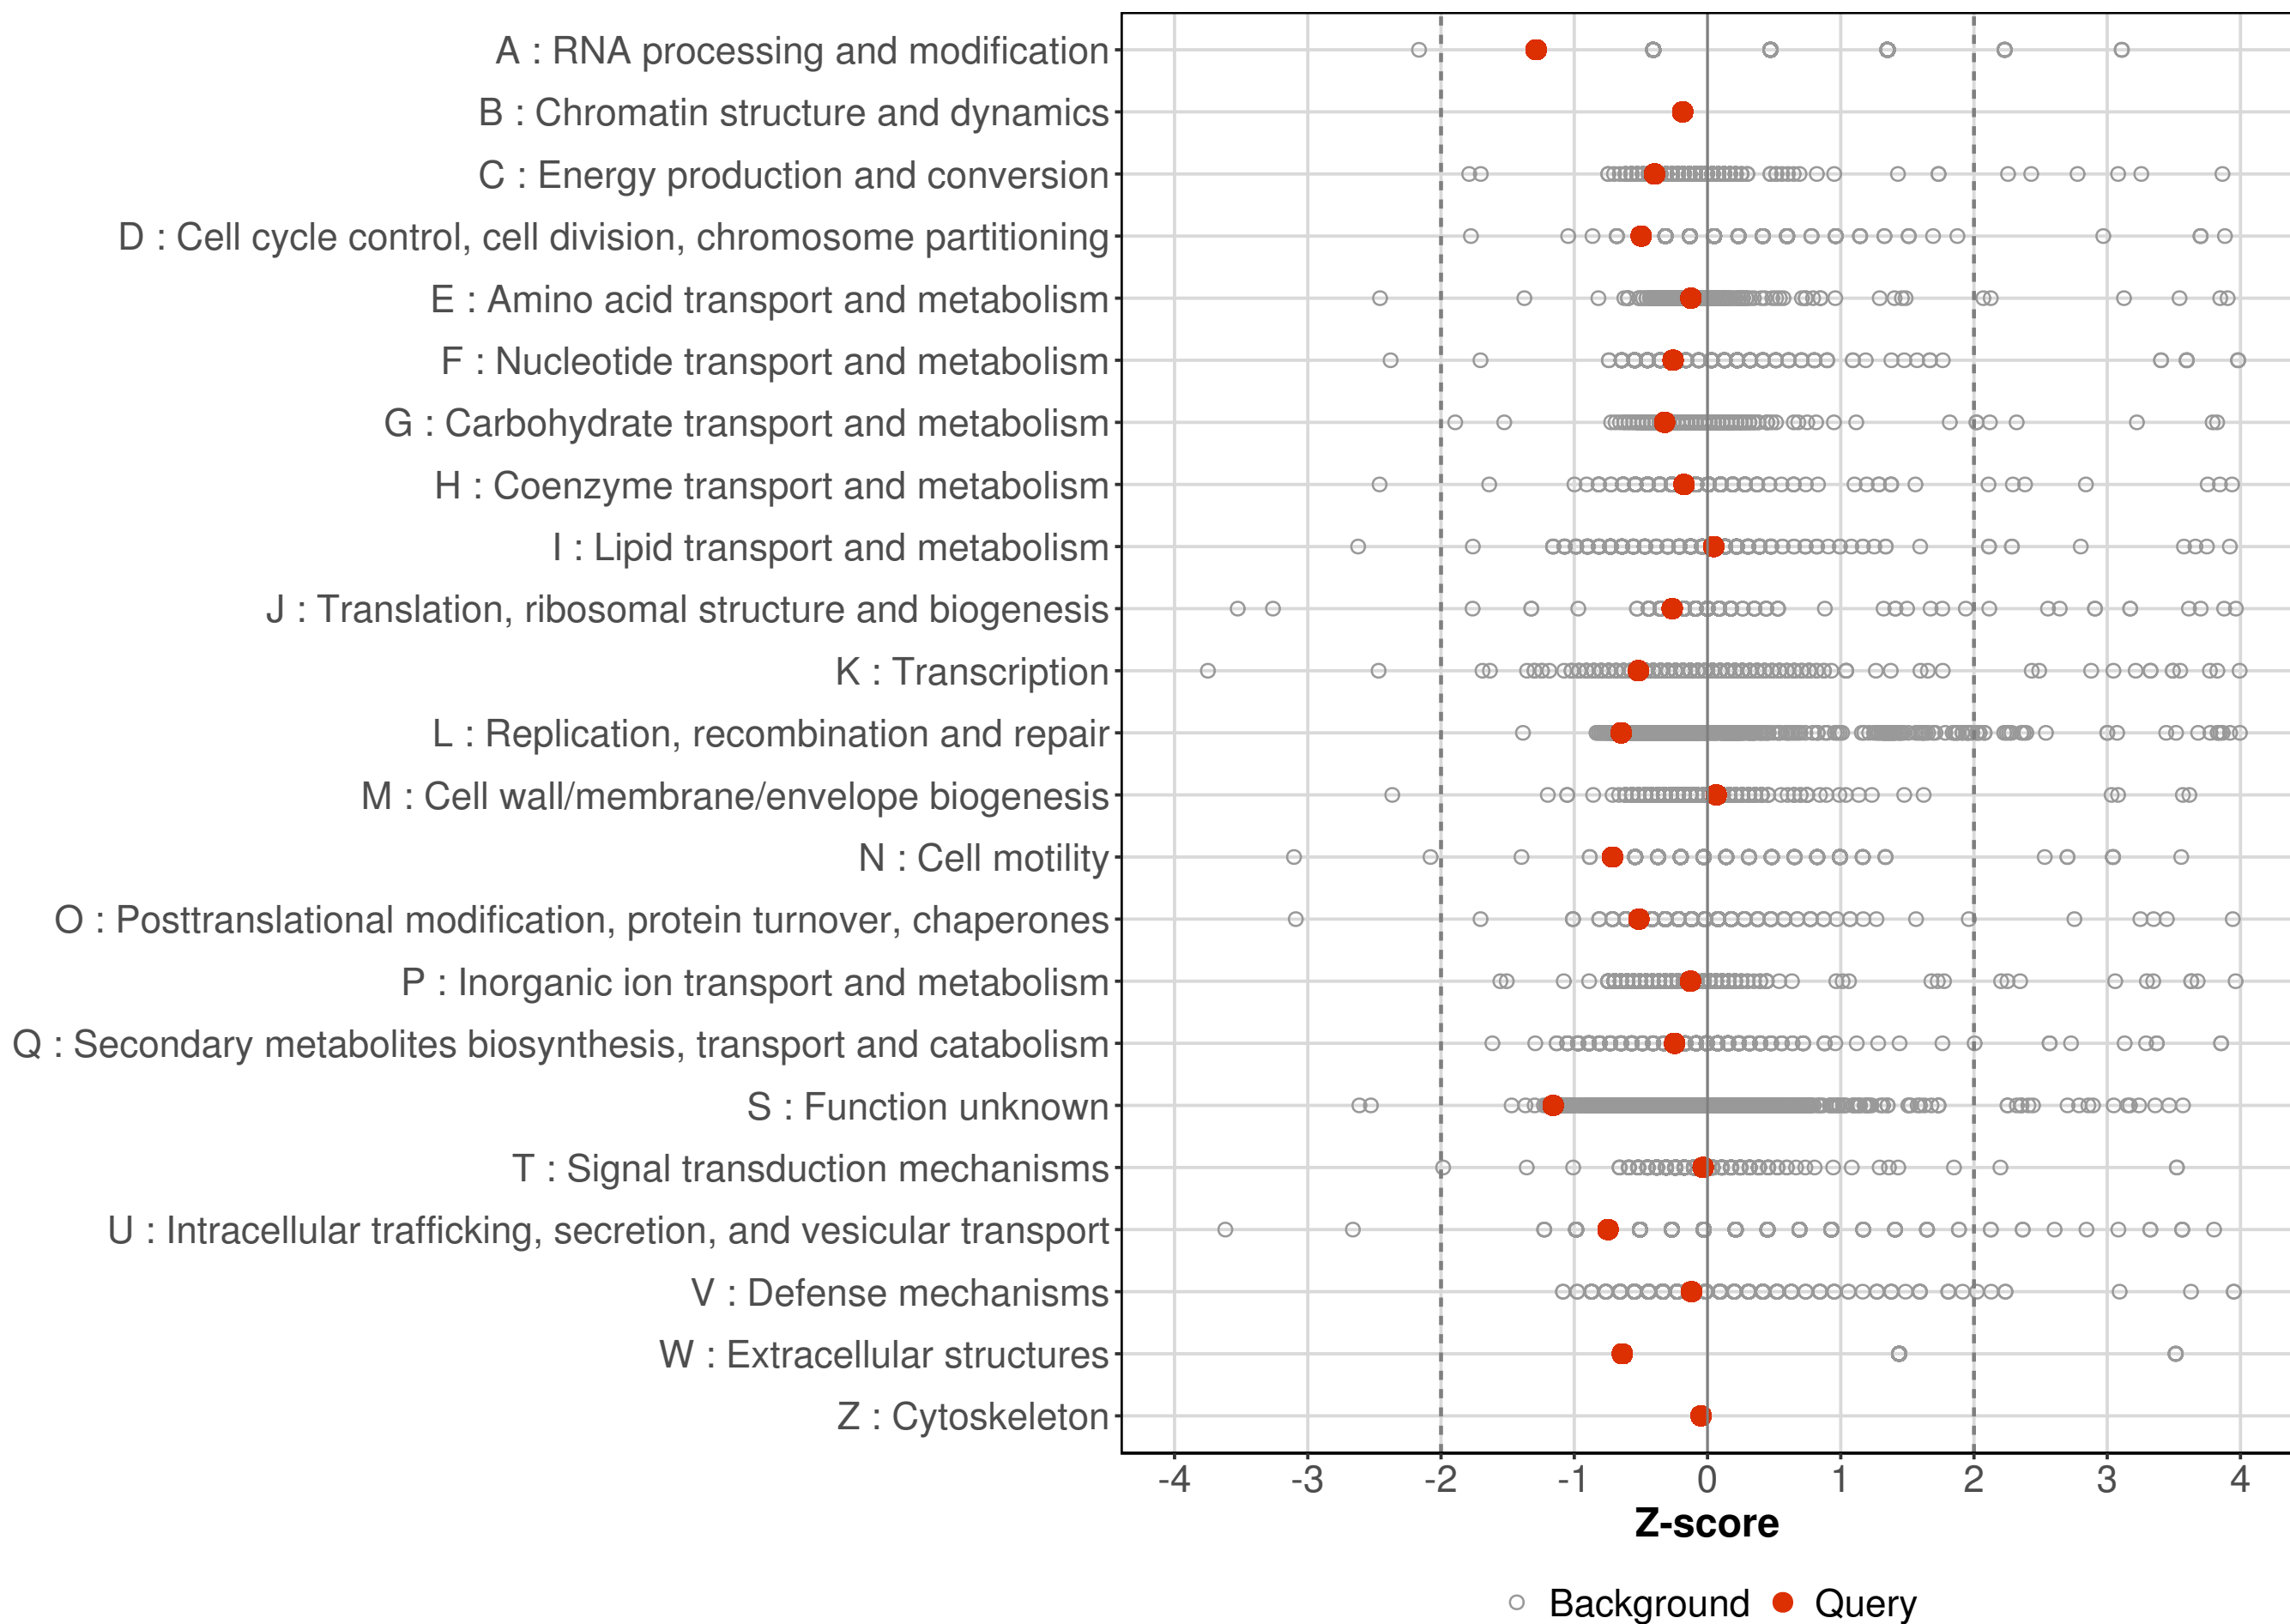 A : RNA processing and modification
B : Chromatin structure and dynamics
C : Energy production and conversion
D : Cell cycle control, cell division, chromosome partitioning
E : Amino acid transport and metabolism
F : Nucleotide transport and metabolism
G : Carbohydrate transport and metabolism
H : Coenzyme transport and metabolism
I : Lipid transport and metabolism
J : Translation, ribosomal structure and biogenesis
K : Transcription
L : Replication, recombination and repair
M : Cell wall/membrane/envelope biogenesis
N : Cell motility
O : Posttranslational modification, protein turnover, chaperones
P : Inorganic ion transport and metabolism
Q : Secondary metabolites biosynthesis, transport and catabolism
S : Function unknown
T : Signal transduction mechanisms
U : Intracellular trafficking, secretion, and vesicular transport
V : Defense mechanisms
W : Extracellular structures
Z : Cytoskeleton
-4 -3 -2 -1 0 1 2 3 4
Z-score
Background Query